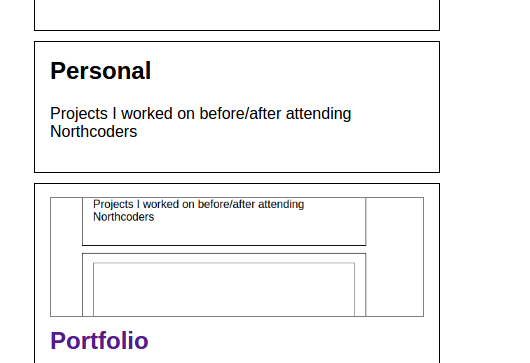 Personal
Projects I worked on before/after attending
Northcoders
Projects I worked on before/after attending
Northcoders
Portfolio